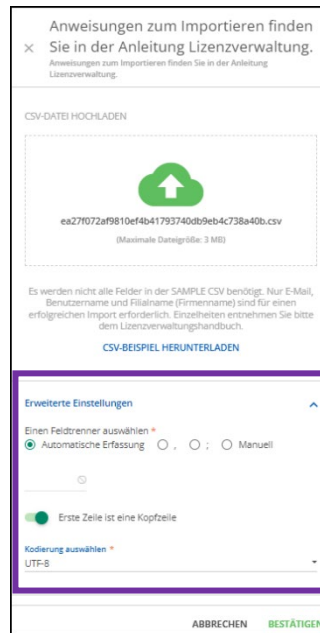 Anweisungen zum Importieren finden
Sie in der Anleitung Lizenzverwaltung.
Anweisungen zum Importieren finden Sie in der Anleitung
Lizenzverwaltung.
CSV-DATEI HOCHLADEN
ea27f072af9810ef4b41793740db9eb4c738a40b.csv
(Maximale Dateigröße: 3 MB)
Es werden nicht alle Felder in der SAMPLE CSV benötigt. Nur E-Mail,
Benutzername und Filialname (Firmenname) sind für einen
erfolgreichen Import erforderlich. Einzelheiten entnehmen Sie bitte
dem Lizenzverwaltungshandbuch.
CSV-BEISPIEL HERUNTERLADEN
Erweiterte Einstellungen
Einen Feldtrenner auswählen *
Automatische Erfassung , ; Manuell
Erste Zeile ist eine Kopfzeile
Kodierung auswählen *
UTF-8
ABBRECHEN BESTÄTIGEN